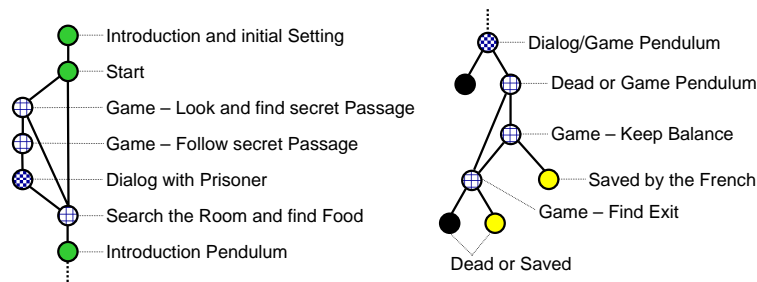 Introduction and initial Setting
Start
Game – Look and find secret Passage
Game – Follow secret Passage
Dialog with Prisoner
Search the Room and find Food
Introduction Pendulum
Dialog/Game Pendulum
Dead or Game Pendulum
Game – Keep Balance
Saved by the French
Game – Find Exit
Dead or Saved